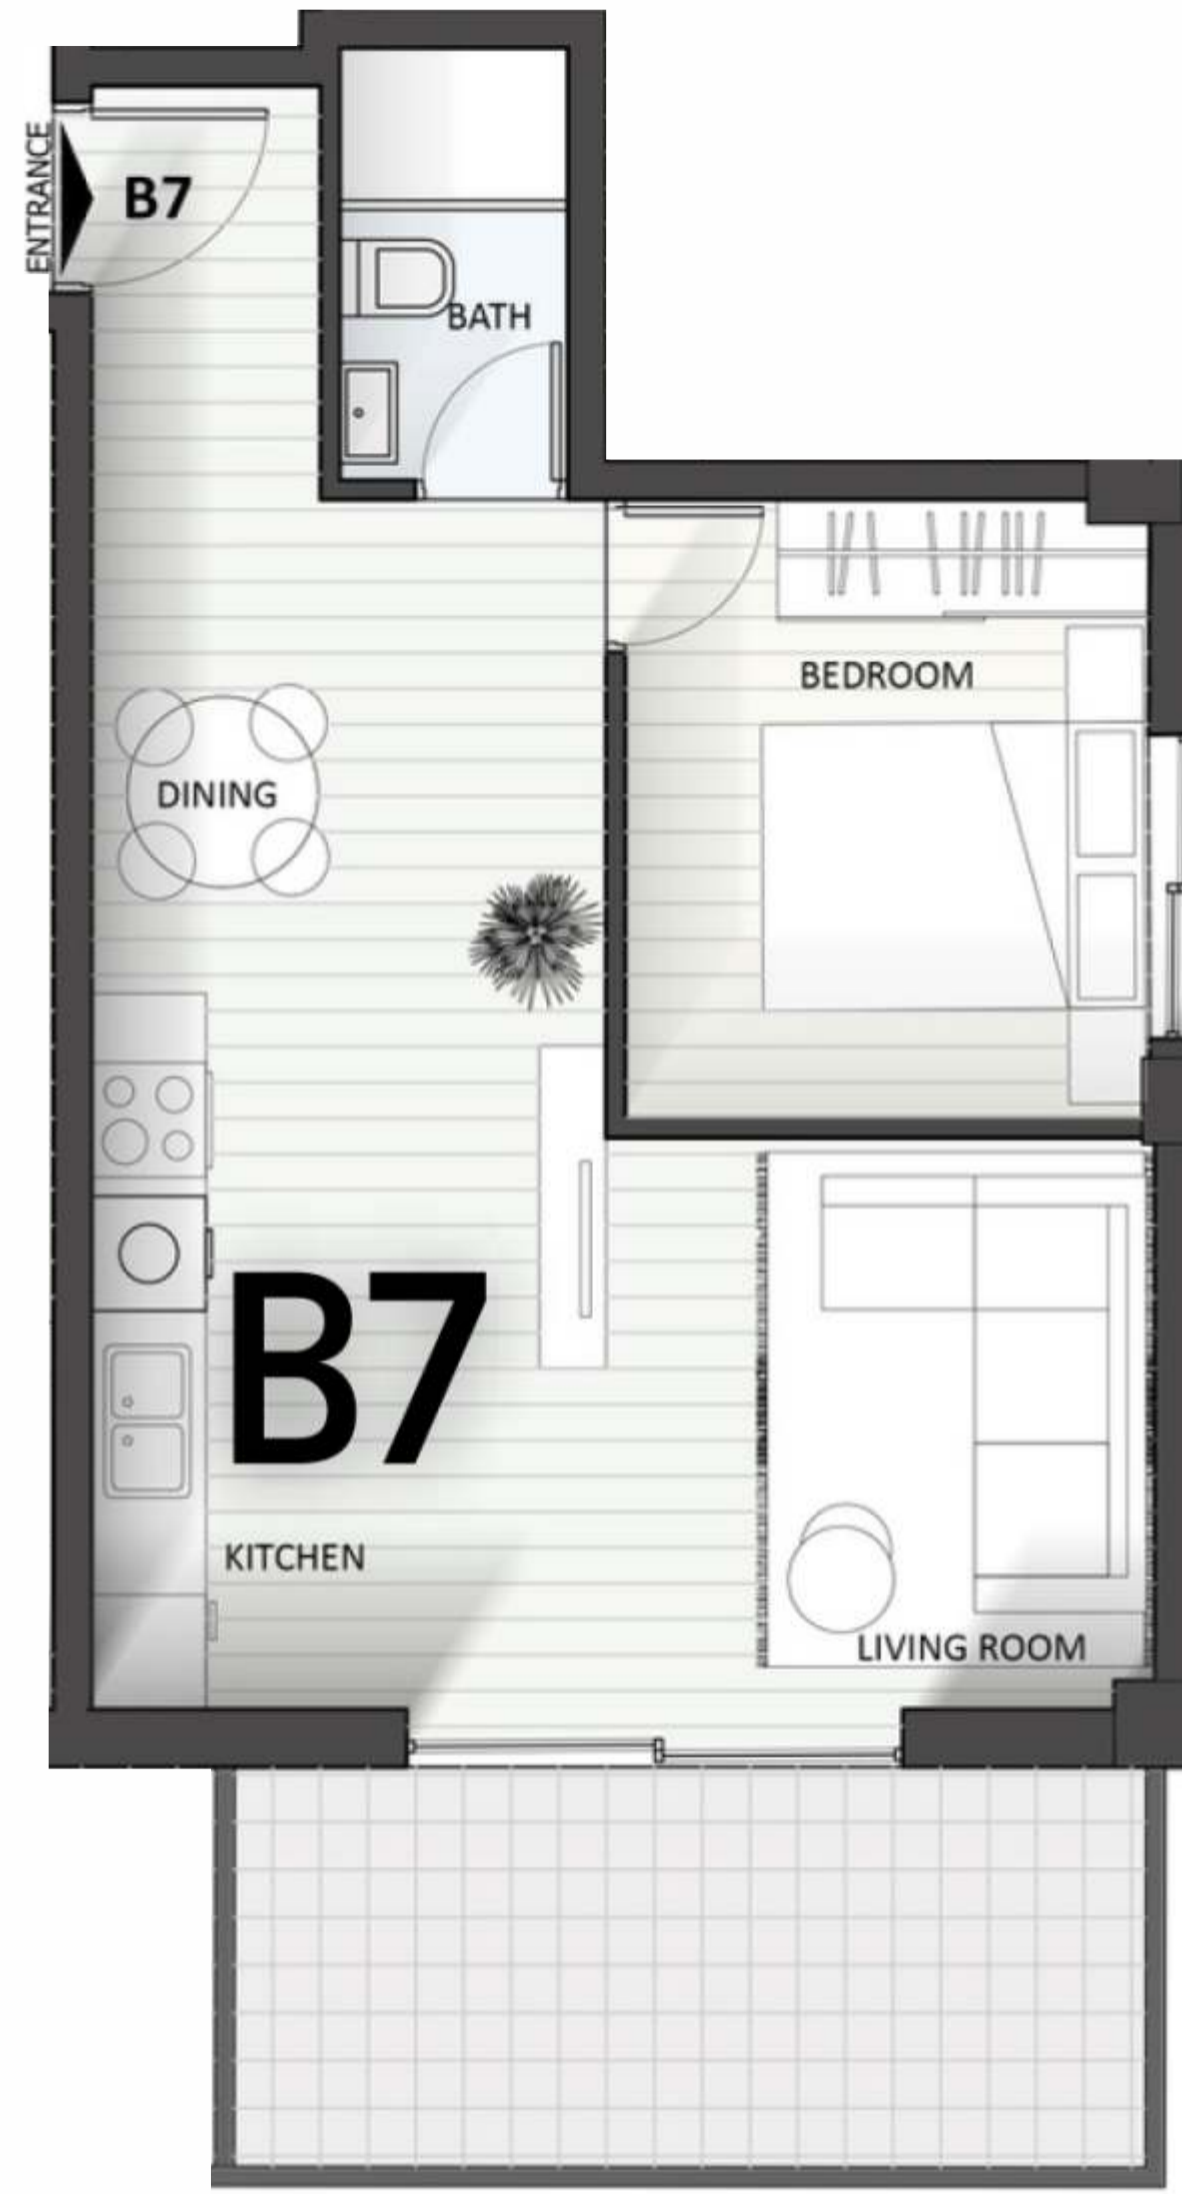 ENTRANCE
B7
BATH
BEDROOM
DINING
B7
KITCHEN
LIVING ROOM